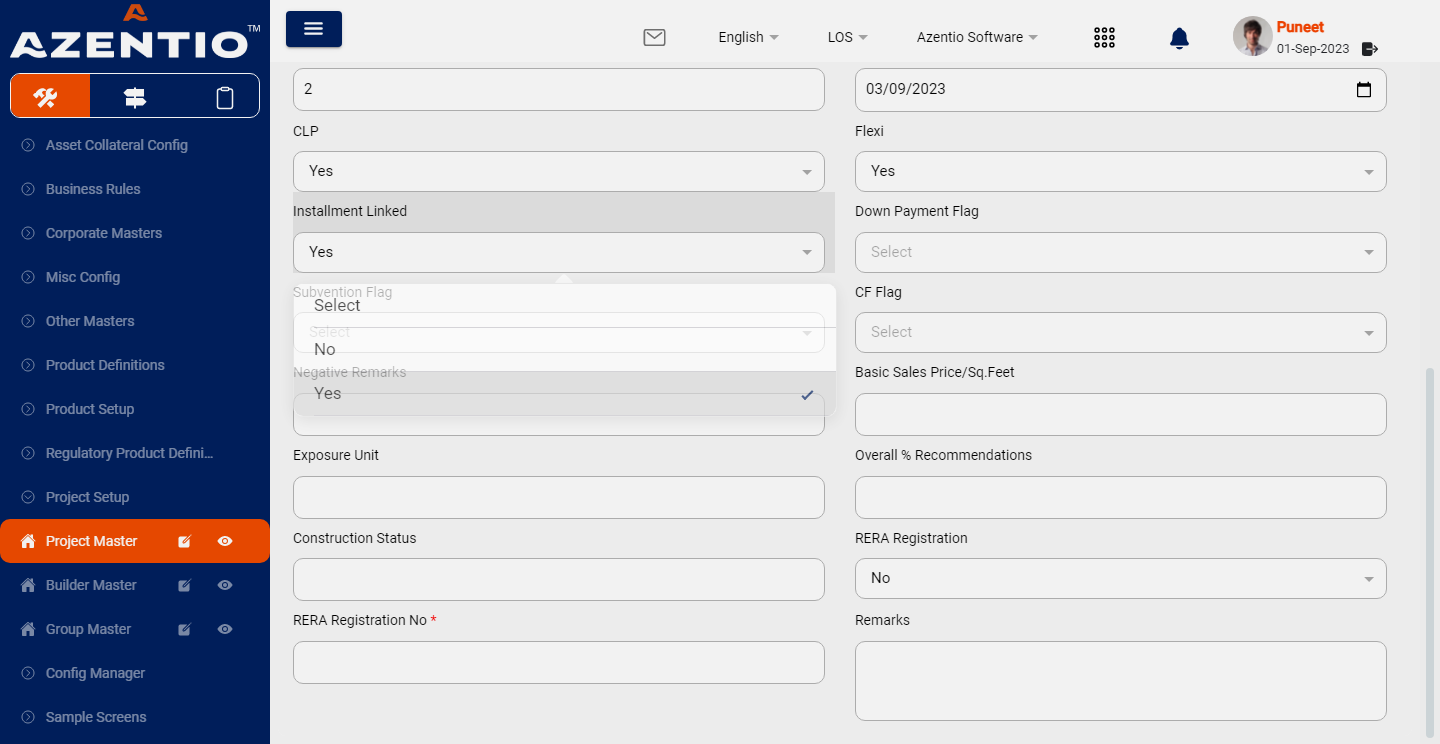 AZENTIO™
English
LOS
Azentio Software
Puneet
01-Sep-2023
Asset Collateral Config
Business Rules
Corporate Masters
Misc Config
Other Masters
Product Definitions
Product Setup
Regulatory Product Defini...
Project Setup
Project Master
Builder Master
Group Master
Config Manager
Sample Screens
2
03/09/2023
CLP
Flexi
Yes
Yes
Installment Linked
Down Payment Flag
Yes
Select
Subvention Flag
CF Flag
Select
Select
Select
No
Negative Remarks
Basic Sales Price/Sq.Feet
Yes
Exposure Unit
Overall % Recommendations
Construction Status
RERA Registration
No
RERA Registration No *
Remarks